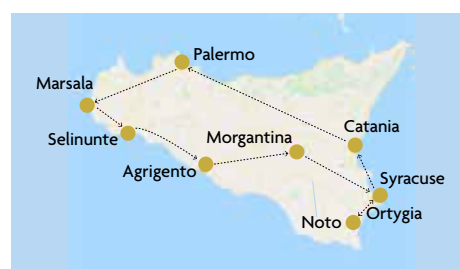 Palermo
Marsala
Selinunte
Morgantina
Catania
Agrigento
Syracuse
Ortygia
Noto